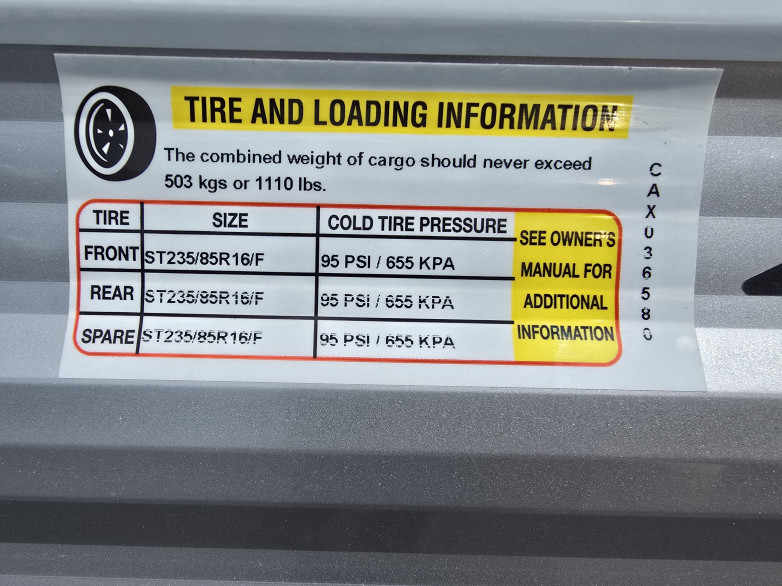 TIRE AND LOADING INFORMATION
The combined weight of cargo should never exceed
503 kgs or 1110 lbs.
TIRE SIZE COLD TIRE PRESSURE
FRONT ST235/85R16/F 95 PSI / 655 KPA
REAR ST235/85R16/F 95 PSI / 655 KPA
SPARE ST235/85R16/F 95 PSI / 655 KPA
SEE OWNER'S
MANUAL FOR
ADDITIONAL
INFORMATION
CAX036580